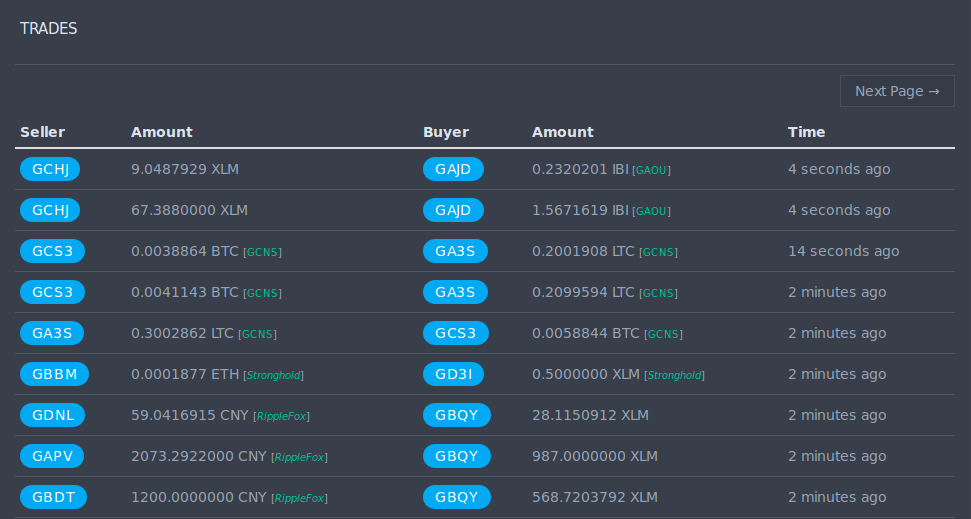 TRADES
Next Page →
Seller Amount Buyer Amount Time
GCHJ 9.0487929 XLM GAJD 0.2320201 IBI [GAOU] 4 seconds ago
GCHJ 67.3880000 XLM GAJD 1.5671619 IBI [GAOU] 4 seconds ago
GCS3 0.0038864 BTC [GCNS] GA3S 0.2001908 LTC [GCNS] 14 seconds ago
GCS3 0.0041143 BTC [GCNS] GA3S 0.2099594 LTC [GCNS] 2 minutes ago
GA3S 0.3002862 LTC [GCNS] GCS3 0.0058844 BTC [GCNS] 2 minutes ago
GBBM 0.0001877 ETH [Stronghold] GD3I 0.5000000 XLM [Stronghold] 2 minutes ago
GDNL 59.0416915 CNY [RippleFox] GBQY 28.1150912 XLM 2 minutes ago
GAPV 2073.2922000 CNY [RippleFox] GBQY 987.0000000 XLM 2 minutes ago
GBDT 1200.0000000 CNY [RippleFox] GBQY 568.7203792 XLM 2 minutes ago